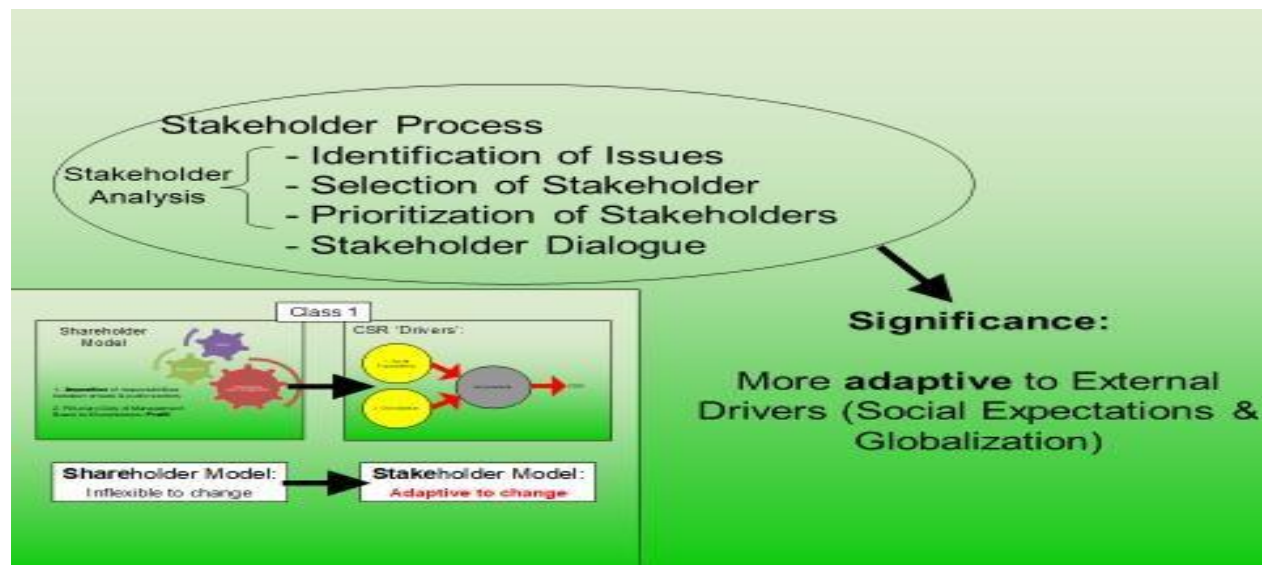 Stakeholder Process
Stakeholder
Analysis
- Identification of Issues
- Selection of Stakeholder
- Prioritization of Stakeholders
- Stakeholder Dialogue
Class 1
Shareholder
Model
CSR 'Drivers':
Shareholder Model:
Inflexible to change
Stakeholder Model:
Adaptive to change
Significance:
More adaptive to External
Drivers (Social Expectations &
Globalization)